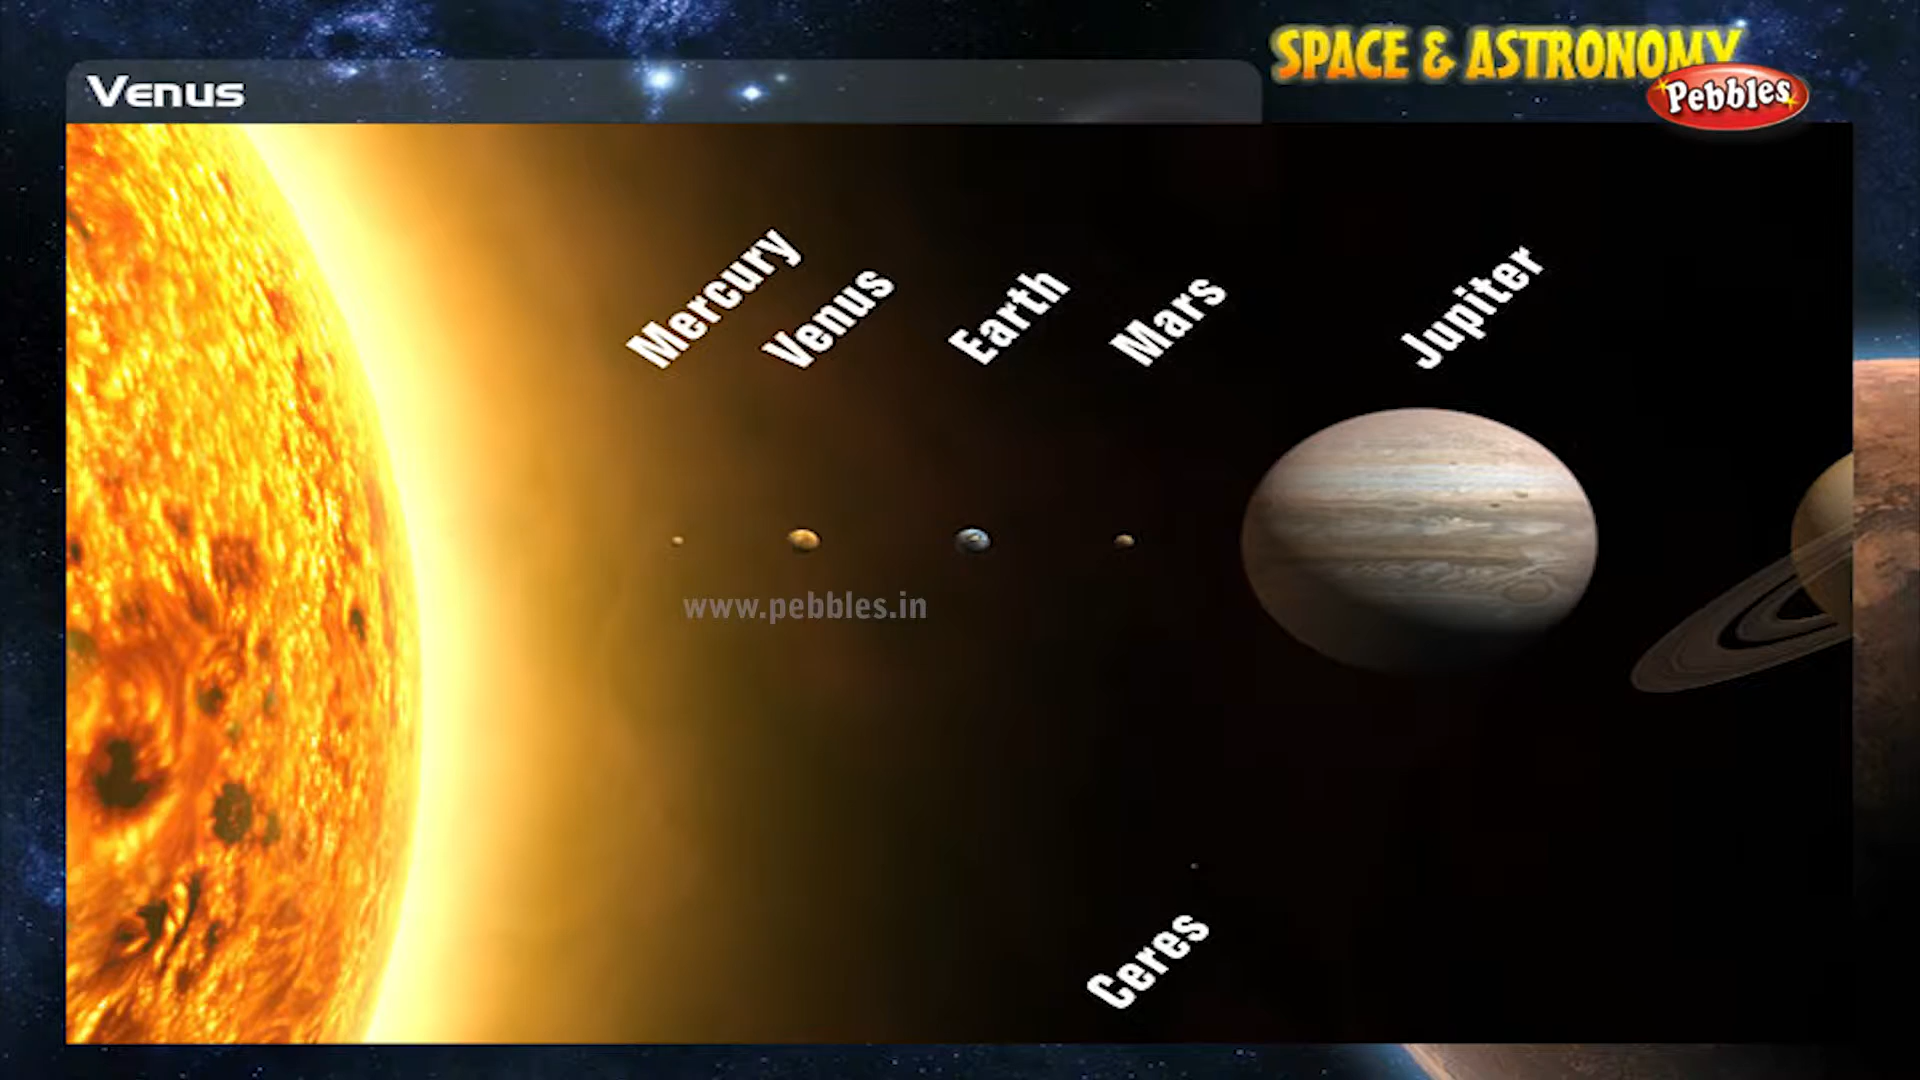 SPACE & ASTRONOMY
Pebbles
Venus
Mercury
Venus
Earth
Mars
Jupiter
www.pebbles.in
Ceres